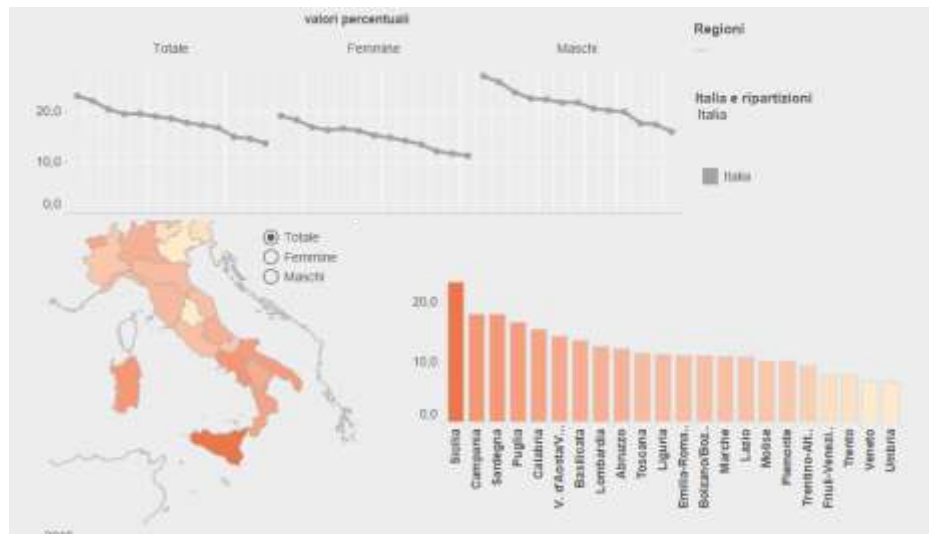 valori percentuali
Totale
Femmine
Maschi
20,0
10,0
0,0
Regioni
Italia e ripartizioni
Italia
Italia
Totale
Femmine
Maschi
20,0
10,0
0,0
Sicilia
Campania
Sardegna
Puglia
Calabria
V. d'Aosta/V...
Basilicata
Lombardia
Abruzzo
Toscana
Liguria
Emilia-Roma..
Bolzano/Boz..
Marche
Lazio
Molise
Piemonte
Trentino-Alt..
Friuli-Venezi..
Trento
Veneto
Umbria